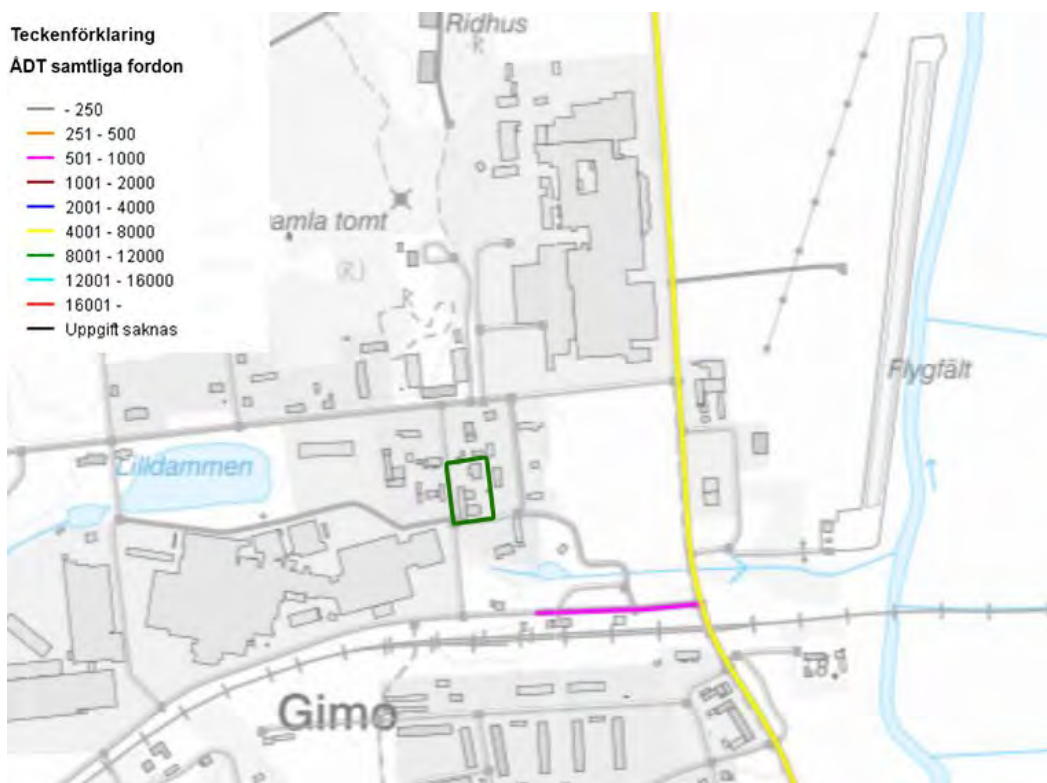 Teckenförklaring
ÅDT samtliga fordon
- 250
251 - 500
501 - 1000
1001 - 2000
2001 - 4000
4001 - 8000
8001 - 12000
12001 - 16000
16001 -
Uppgift saknas
Ridhus
R
amla tomt
(R)
Flygfält
Lilldammen
Gimo